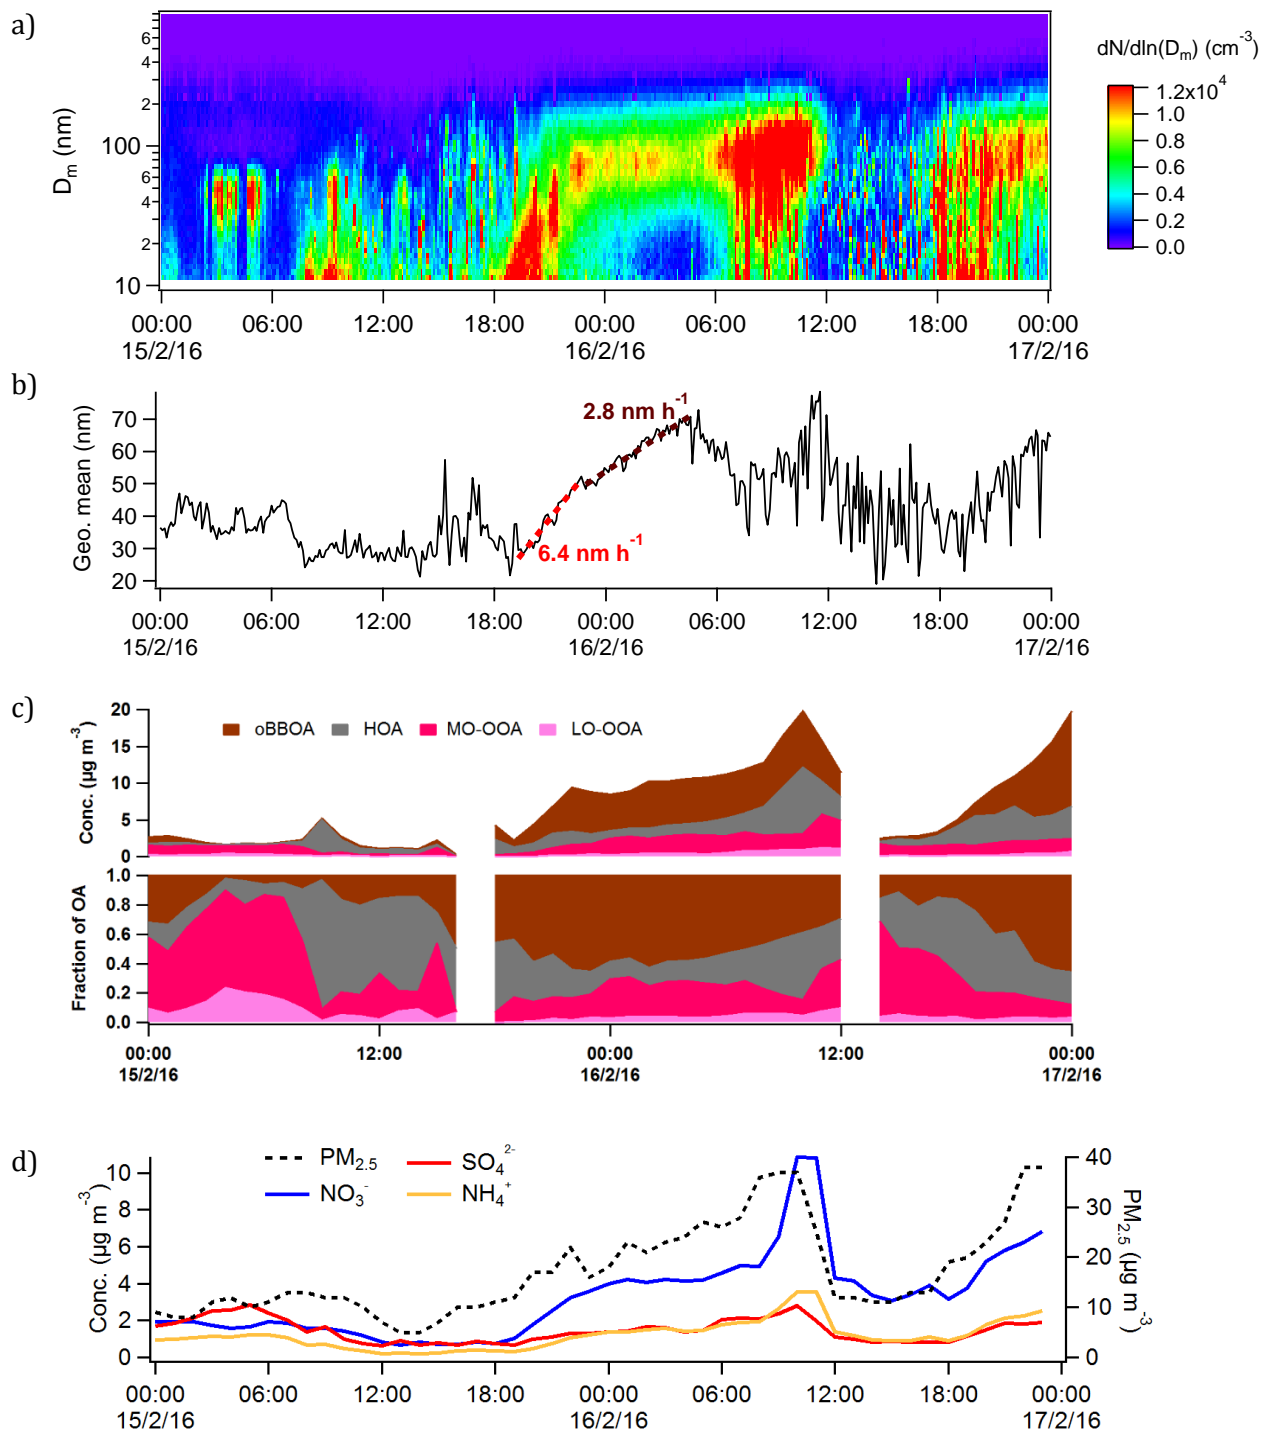 a)
dN/dln(Dₘ) (cm⁻³)
Dₘ (nm)
6
4
2
100
6
4
2
10
1.2x10⁴
1.0
0.8
0.6
0.4
0.2
0.0
00:00 06:00 12:00 18:00 00:00 06:00 12:00 18:00 00:00
15/2/16 16/2/16 17/2/16
b)
Geo. mean (nm)
70
60
50
40
30
20
2.8 nm h⁻¹
6.4 nm h⁻¹
00:00 06:00 12:00 18:00 00:00 06:00 12:00 18:00 00:00
15/2/16 16/2/16 17/2/16
c)
Conc. (µg m⁻³)
20
15
10
5
0
oBBOA HOA MO-OOA LO-OOA
Fraction of OA
1.0
0.8
0.6
0.4
0.2
0.0
00:00 12:00 00:00 12:00 00:00
15/2/16 16/2/16 17/2/16
d)
Conc. (µg m⁻³)
10
8
6
4
2
0
PM₂.₅ SO₄²⁻
NO₃⁻ NH₄⁺
40
30
20
10
0
PM₂.₅ (µg m⁻³)
00:00 06:00 12:00 18:00 00:00 06:00 12:00 18:00 00:00
15/2/16 16/2/16 17/2/16